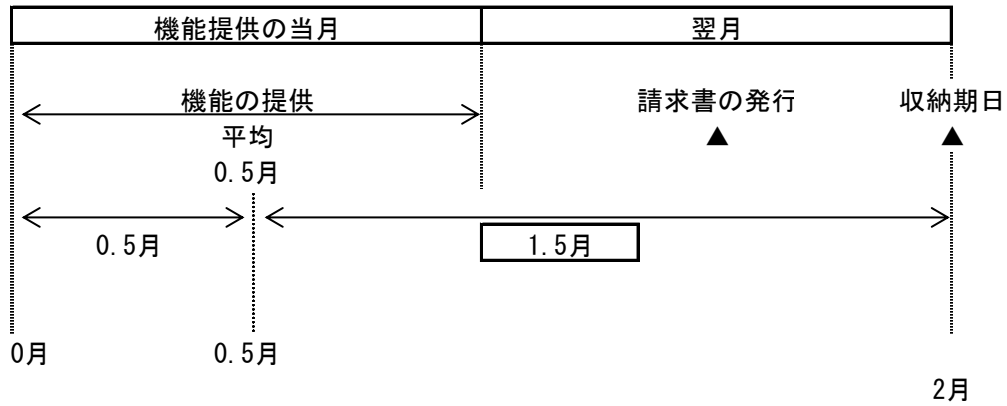 機能提供の当月 翌月
機能の提供 請求書の発行 収納期日
平均 ▲ ▲
0.5月
0.5月 1.5月
0月 0.5月
2月